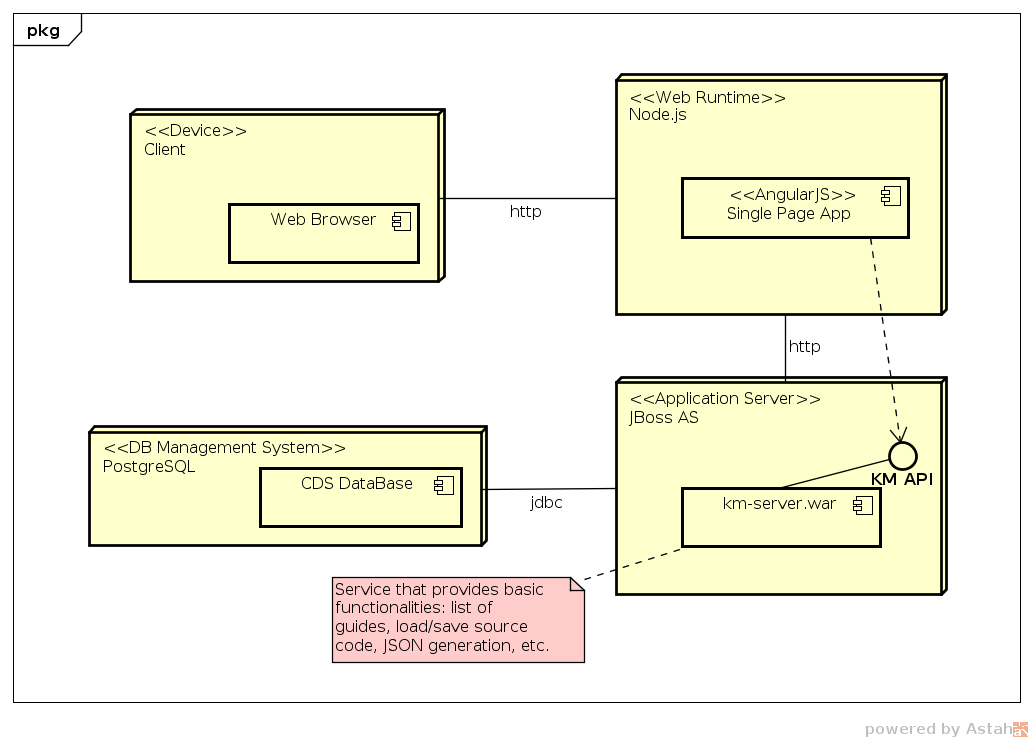 pkg
<<Device>>
Client
Web Browser
http
<<Web Runtime>>
Node.js
<<AngularJS>>
Single Page App
http
<<DB Management System>>
PostgreSQL
CDS DataBase
jdbc
<<Application Server>>
JBoss AS
KM API
km-server.war
Service that provides basic
functionalities: list of
guides, load/save source
code, JSON generation, etc.
powered by Astah